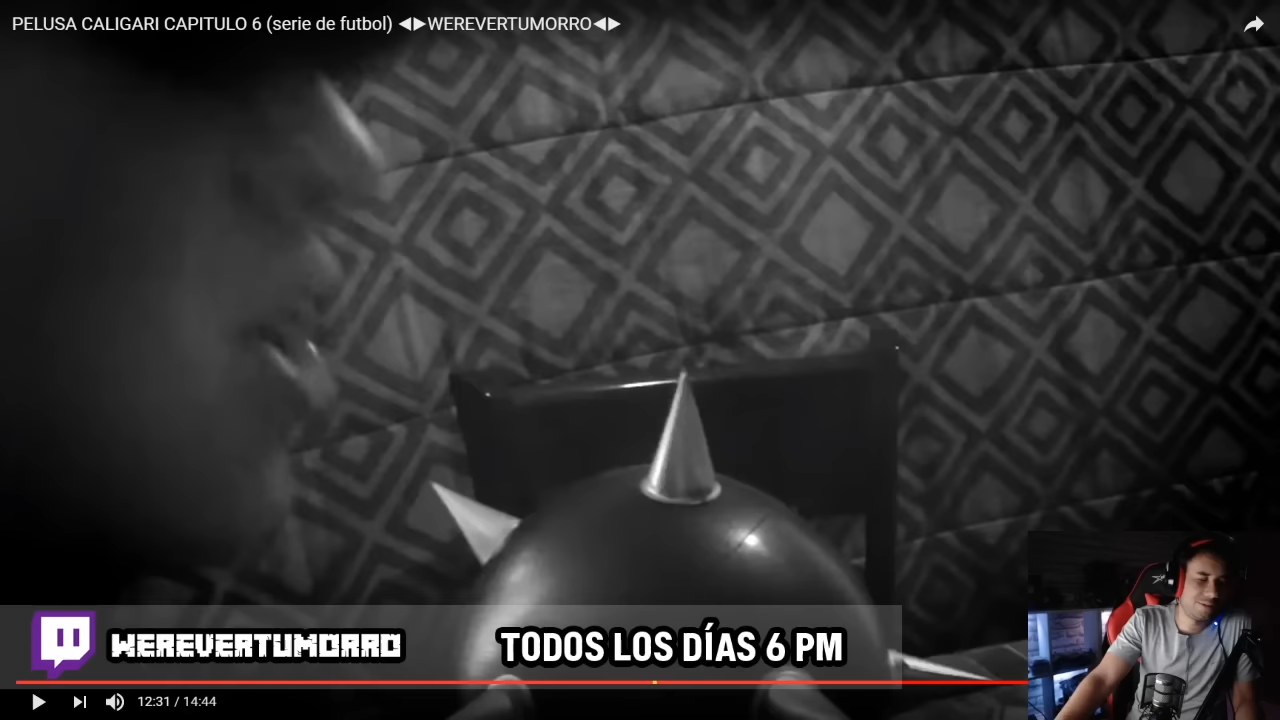 PELUSA CALIGARI CAPITULO 6 (serie de futbol) ◀▶WEREVERTUMORRO◀▶
WEREVERTUMORRO
TODOS LOS DÍAS 6 PM
12:31 / 14:44